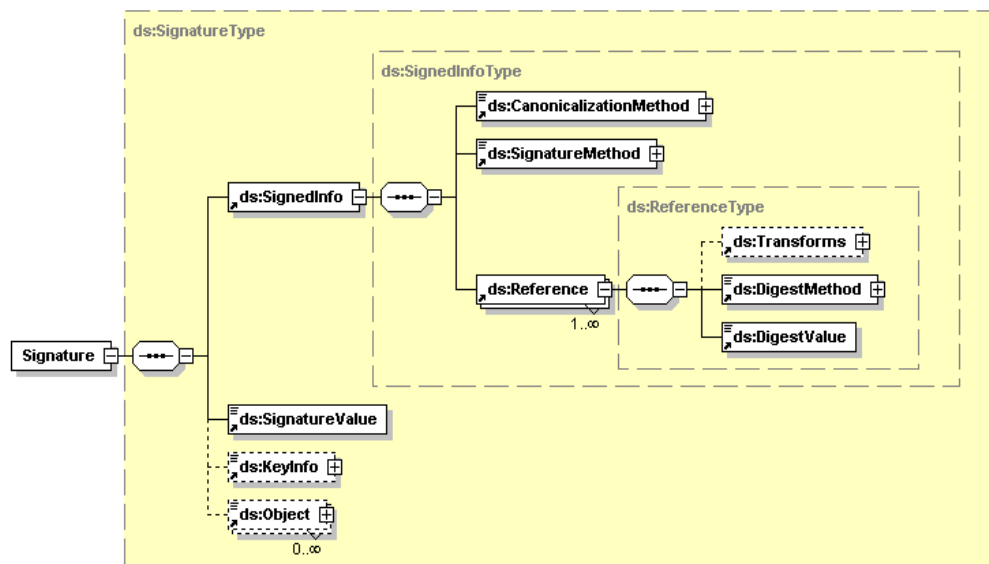 ds:SignatureType
ds:SignedInfoType
ds:CanonicalizationMethod
ds:SignatureMethod
ds:SignedInfo
ds:ReferenceType
ds:Transforms
ds:Reference
ds:DigestMethod
1..∞
ds:DigestValue
Signature
ds:SignatureValue
ds:KeyInfo
ds:Object
0..∞